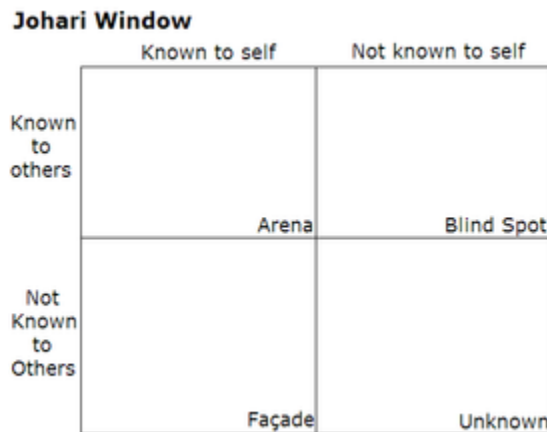 Johari Window
Known to self
Not known to self
Known
to
others
Arena
Blind Spot
Not
Known
to
Others
Façade
Unknown